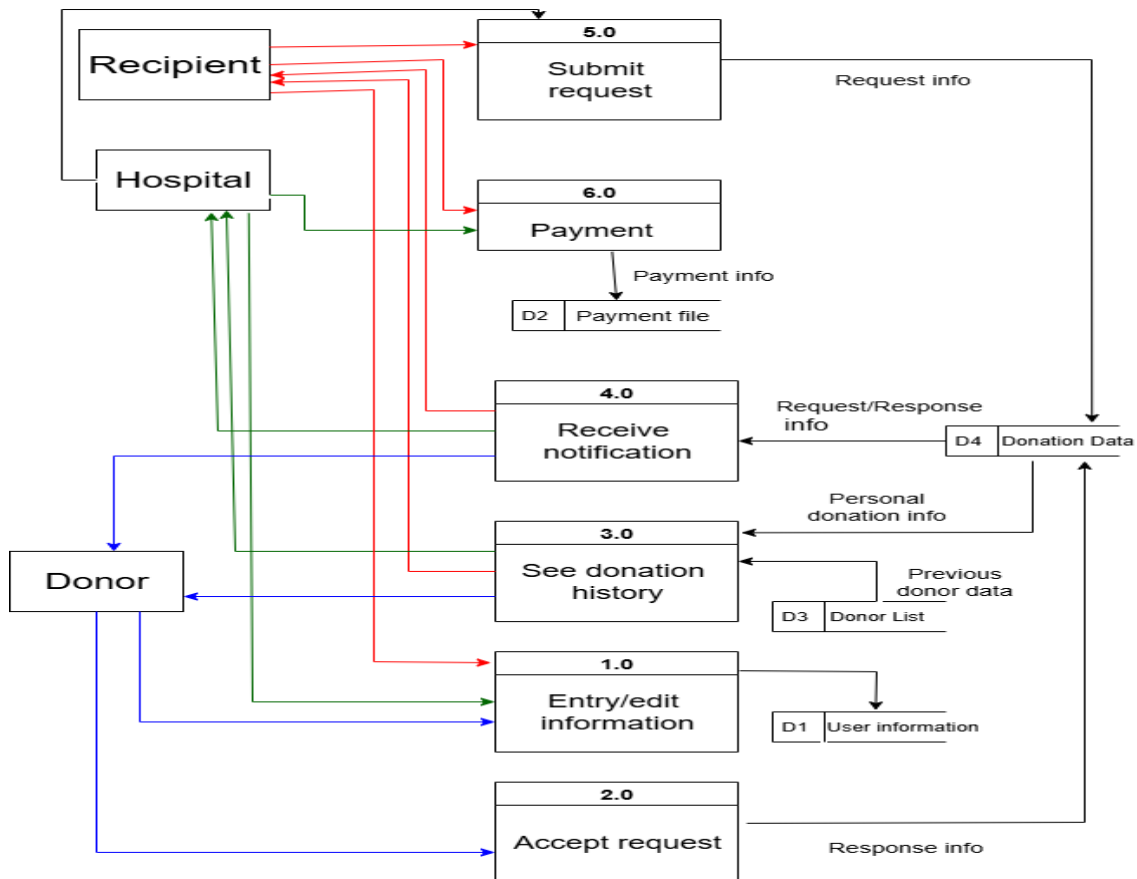 5.0
Submit
request
Recipient
Request info
Hospital
6.0
Payment
Payment info
D2 Payment file
4.0
Receive
notification
Request/Response
info
D4 Donation Data
Personal
donation info
3.0
See donation
history
Donor
Previous
donor data
D3 Donor List
1.0
Entry/edit
information
D1 User information
2.0
Accept request
Response info